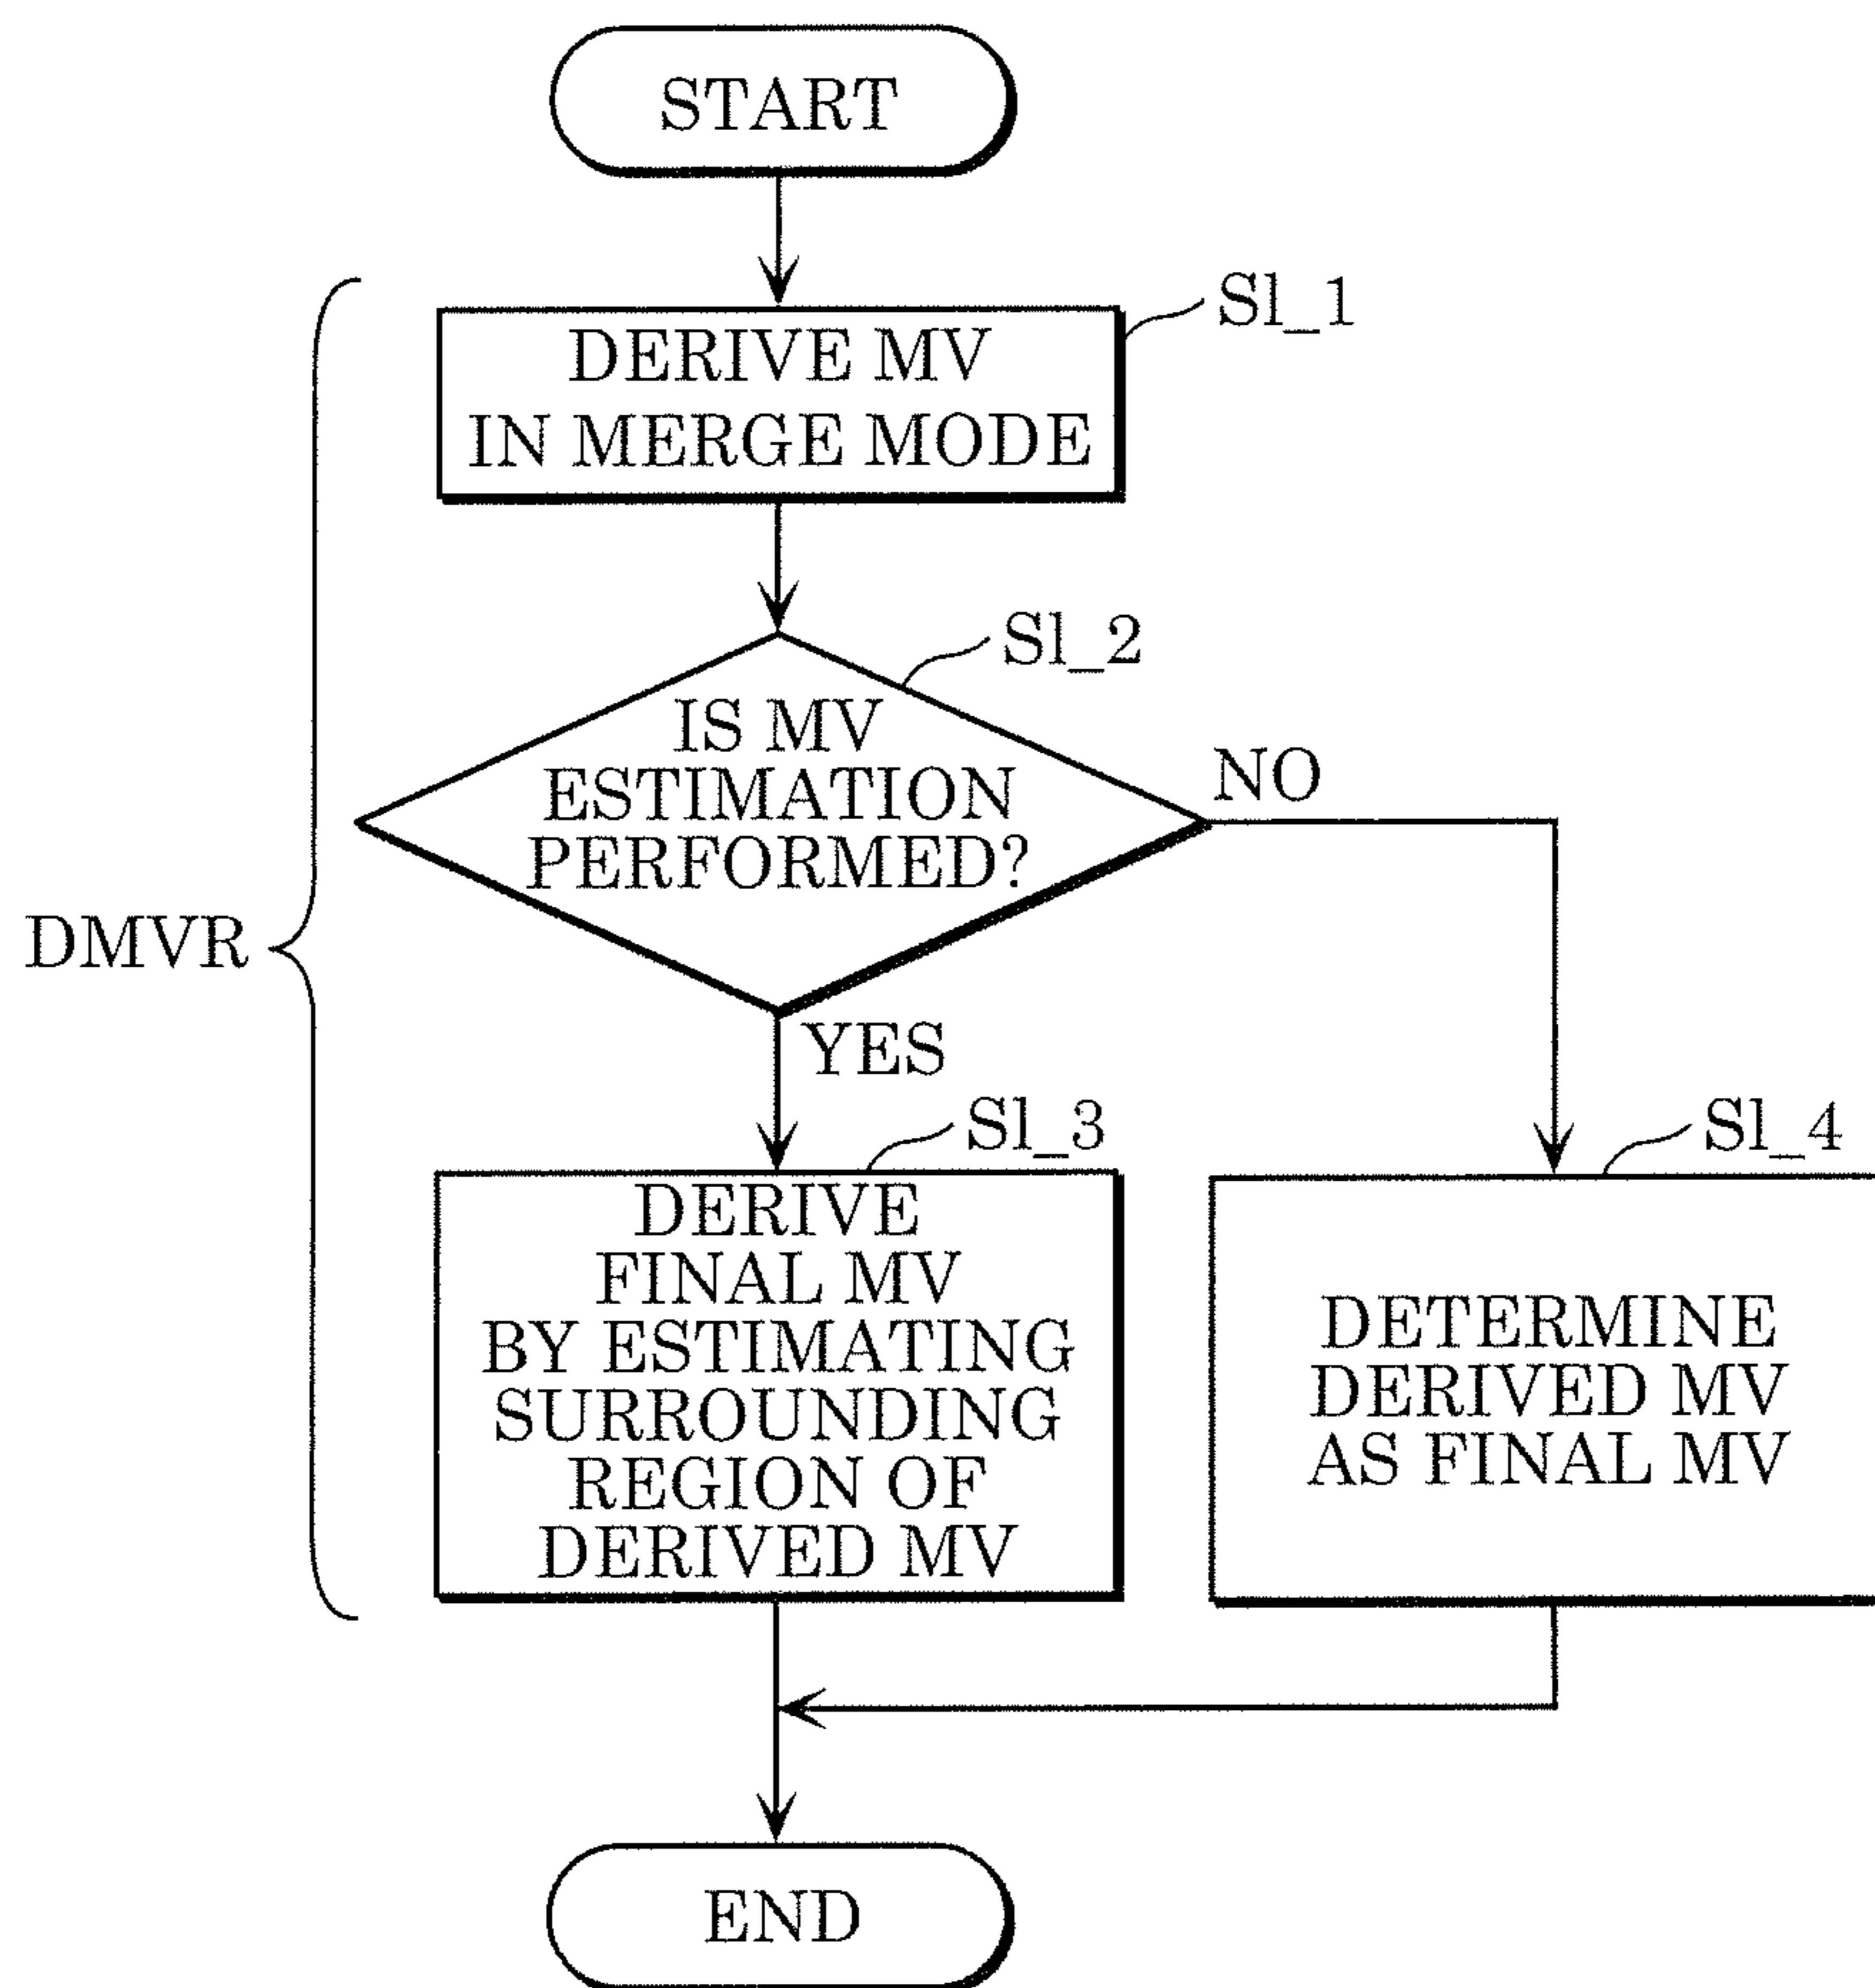 START
Sl_1
DERIVE MV
IN MERGE MODE
Sl_2
IS MV
ESTIMATION
PERFORMED?
NO
DMVR
YES
Sl_3
DERIVE
FINAL MV
BY ESTIMATING
SURROUNDING
REGION OF
DERIVED MV
Sl_4
DETERMINE
DERIVED MV
AS FINAL MV
END